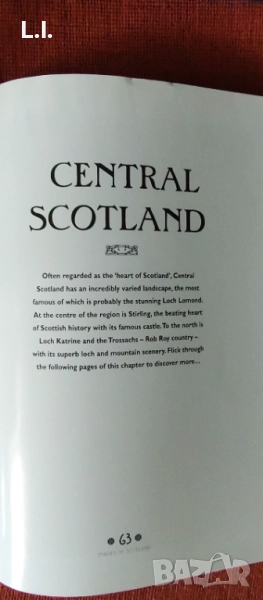 L.I.
CENTRAL
SCOTLAND
Often regarded as the 'heart of Scotland', Central
Scotland has an incredibly varied landscape, the most
famous of which is probably the stunning Loch Lomond.
At the centre of the region is Stirling, the beating heart
of Scottish history with its famous castle. To the north is
Loch Katrine and the Trossachs – Rob Roy country –
with its superb loch and mountain scenery. Flick through
the following pages of this chapter to discover more...
63
OF SCOTLAND
BAZAR